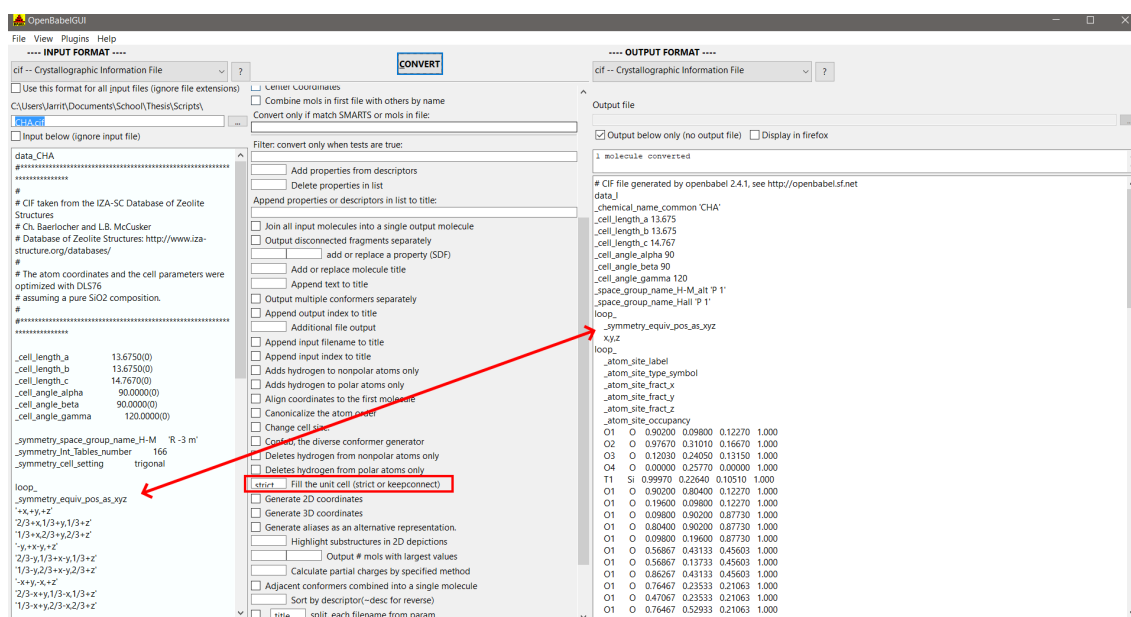 OpenBabelGUI
File View Plugins Help
---- INPUT FORMAT ----
cif -- Crystallographic Information File
?
Use this format for all input files (ignore file extensions)
C:\Users\Jarrit\Documents\School\Thesis\Scripts\
CHA.cif
...
Input below (ignore input file)
data_CHA
#**********************************************************
***************
#
# CIF taken from the IZA-SC Database of Zeolite
Structures
# Ch. Baerlocher and L.B. McCusker
# Database of Zeolite Structures: http://www.iza-
structure.org/databases/
#
# The atom coordinates and the cell parameters were
optimized with DLS76
# assuming a pure SiO2 composition.
#
#**********************************************************
***************
_cell_length_a 13.6750(0)
_cell_length_b 13.6750(0)
_cell_length_c 14.7670(0)
_cell_angle_alpha 90.0000(0)
_cell_angle_beta 90.0000(0)
_cell_angle_gamma 120.0000(0)
_symmetry_space_group_name_H-M 'R -3 m'
_symmetry_Int_Tables_number 166
_symmetry_cell_setting trigonal
loop_
_symmetry_equiv_pos_as_xyz
'+x,+y,+z'
'2/3+x,1/3+y,1/3+z'
'1/3+x,2/3+y,2/3+z'
'-y,+x-y,+z'
'2/3-y,1/3+x-y,1/3+z'
'1/3-y,2/3+x-y,2/3+z'
'-x+y,-x,+z'
'2/3-x+y,1/3-x,1/3+z'
'1/3-x+y,2/3-x,2/3+z'
CONVERT
Center Coordinates
Combine mols in first file with others by name
Convert only if match SMARTS or mols in file:
Filter: convert only when tests are true:
Add properties from descriptors
Delete properties in list
Append properties or descriptors in list to title:
Join all input molecules into a single output molecule
Output disconnected fragments separately
add or replace a property (SDF)
Add or replace molecule title
Append text to title
Output multiple conformers separately
Append output index to title
Additional file output
Append input filename to title
Append input index to title
Adds hydrogen to nonpolar atoms only
Adds hydrogen to polar atoms only
Align coordinates to the first molecule
Canonicalize the atom order
Change cell size:
Confab, the diverse conformer generator
Deletes hydrogen from nonpolar atoms only
Deletes hydrogen from polar atoms only
strict Fill the unit cell (strict or keepconnect)
Generate 2D coordinates
Generate 3D coordinates
Generate aliases as an alternative representation.
Highlight substructures in 2D depictions
Output # mols with largest values
Calculate partial charges by specified method
Adjacent conformers combined into a single molecule
Sort by descriptor(~desc for reverse)
title split, each filename from param
---- OUTPUT FORMAT ----
cif -- Crystallographic Information File
?
Output file
...
Output below only (no output file) Display in firefox
1 molecule converted
# CIF file generated by openbabel 2.4.1, see http://openbabel.sf.net
data_I
_chemical_name_common 'CHA'
_cell_length_a 13.675
_cell_length_b 13.675
_cell_length_c 14.767
_cell_angle_alpha 90
_cell_angle_beta 90
_cell_angle_gamma 120
_space_group_name_H-M_alt 'P 1'
_space_group_name_Hall 'P 1'
loop_
_symmetry_equiv_pos_as_xyz
x,y,z
loop_
_atom_site_label
_atom_site_type_symbol
_atom_site_fract_x
_atom_site_fract_y
_atom_site_fract_z
_atom_site_occupancy
O1 O 0.90200 0.09800 0.12270 1.000
O2 O 0.97670 0.31010 0.16670 1.000
O3 O 0.12030 0.24050 0.13150 1.000
O4 O 0.00000 0.25770 0.00000 1.000
T1 Si 0.99970 0.22640 0.10510 1.000
O1 O 0.90200 0.80400 0.12270 1.000
O1 O 0.19600 0.09800 0.12270 1.000
O1 O 0.09800 0.90200 0.87730 1.000
O1 O 0.80400 0.90200 0.87730 1.000
O1 O 0.09800 0.19600 0.87730 1.000
O1 O 0.56867 0.43133 0.45603 1.000
O1 O 0.56867 0.13733 0.45603 1.000
O1 O 0.86267 0.43133 0.45603 1.000
O1 O 0.76467 0.23533 0.21063 1.000
O1 O 0.47067 0.23533 0.21063 1.000
O1 O 0.76467 0.52933 0.21063 1.000